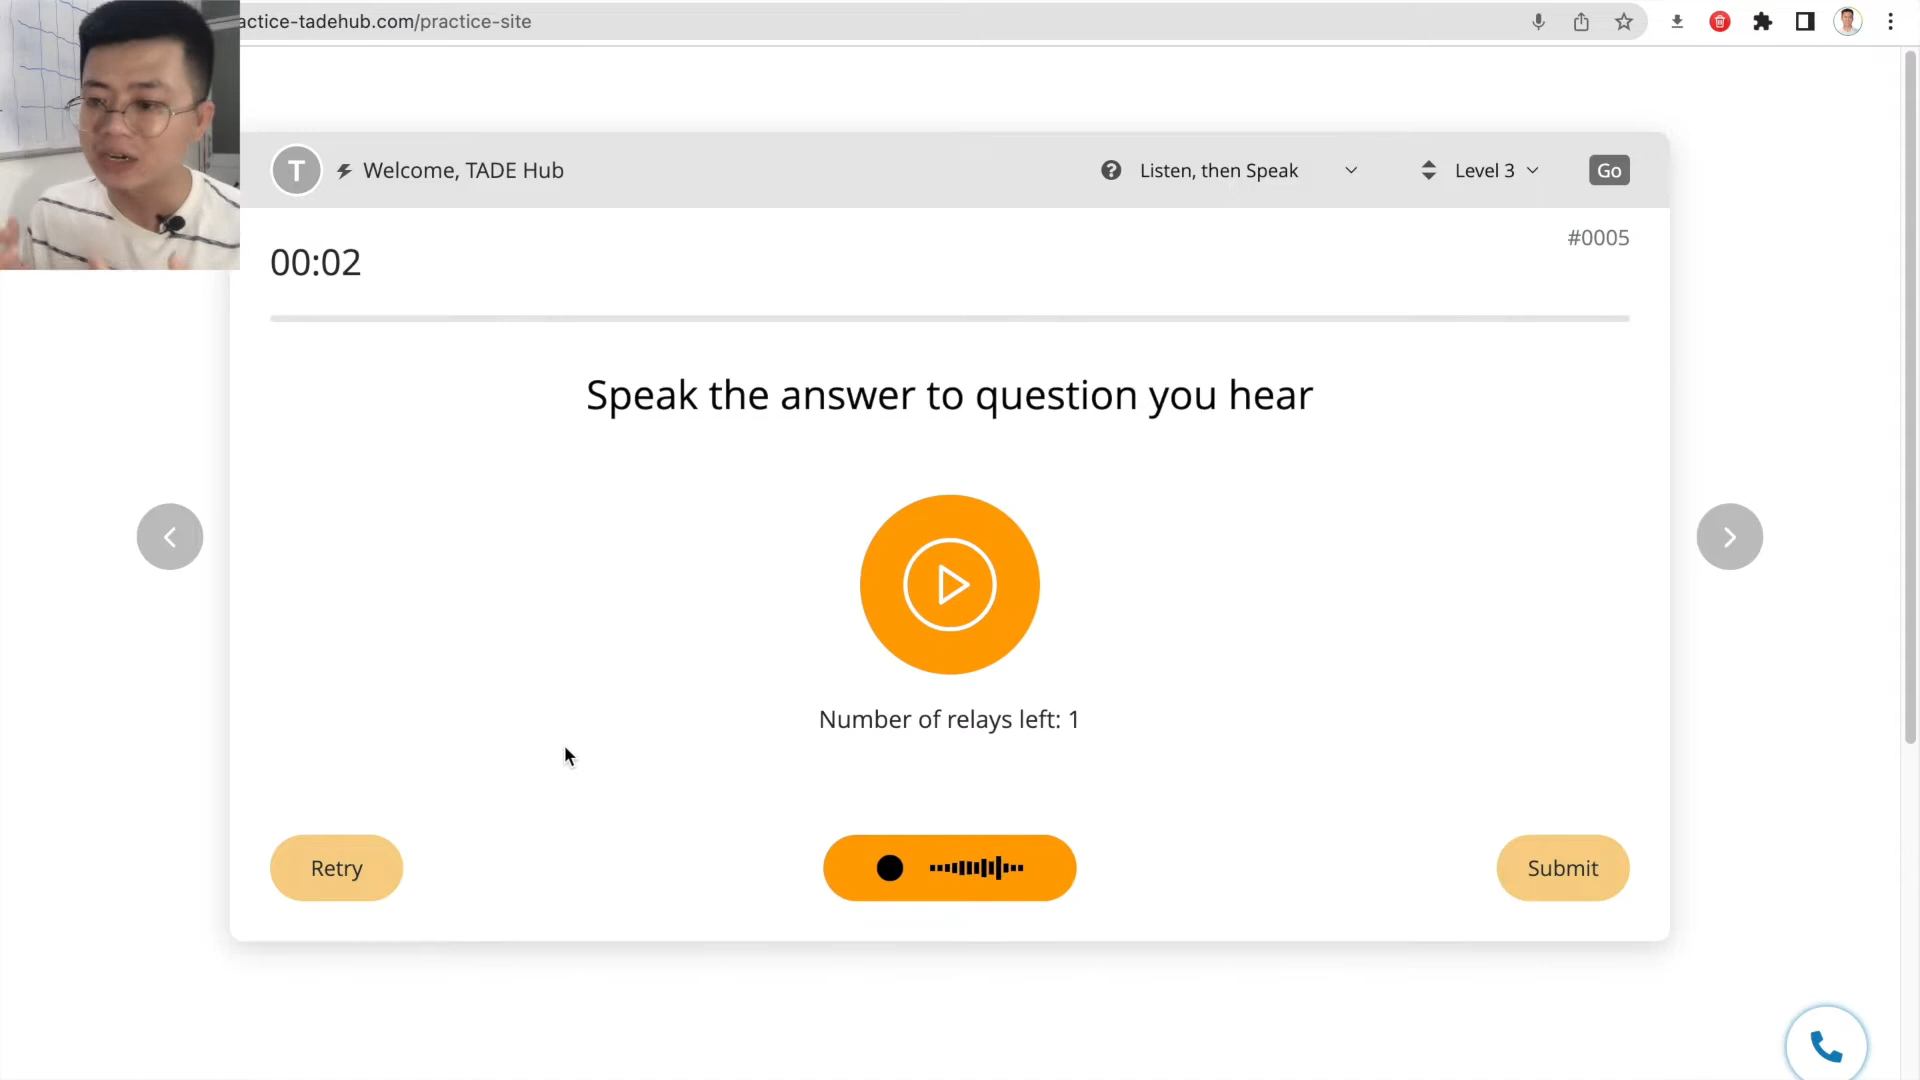 actice-tadehub.com/practice-site
T Welcome, TADE Hub
? Listen, then Speak
Level 3
Go
#0005
00:02
Speak the answer to question you hear
Number of relays left: 1
Retry
Submit